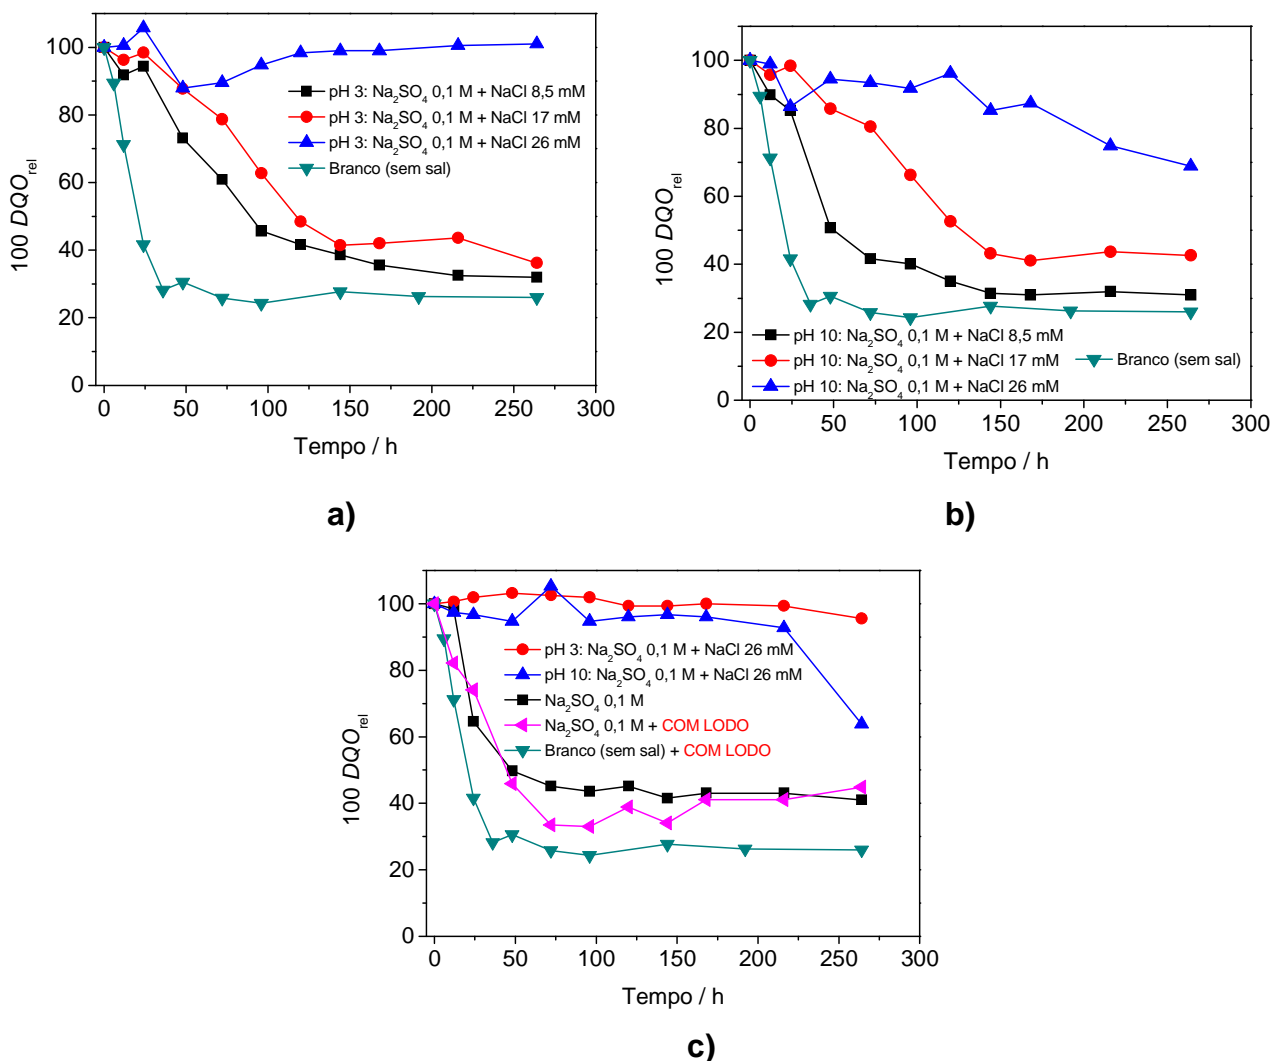 100
80
60
40
20
0
100 DQO_rel
pH 3: Na₂SO₄ 0,1 M + NaCl 8,5 mM
pH 3: Na₂SO₄ 0,1 M + NaCl 17 mM
pH 3: Na₂SO₄ 0,1 M + NaCl 26 mM
Branco (sem sal)
0 50 100 150 200 250 300
Tempo / h
a)
100
80
60
40
20
0
100 DQO_rel
pH 10: Na₂SO₄ 0,1 M + NaCl 8,5 mM
pH 10: Na₂SO₄ 0,1 M + NaCl 17 mM
pH 10: Na₂SO₄ 0,1 M + NaCl 26 mM
Branco (sem sal)
0 50 100 150 200 250 300
Tempo / h
b)
100
80
60
40
20
0
100 DQO_rel
pH 3: Na₂SO₄ 0,1 M + NaCl 26 mM
pH 10: Na₂SO₄ 0,1 M + NaCl 26 mM
Na₂SO₄ 0,1 M
Na₂SO₄ 0,1 M + COM LODO
Branco (sem sal) + COM LODO
0 50 100 150 200 250 300
Tempo / h
c)